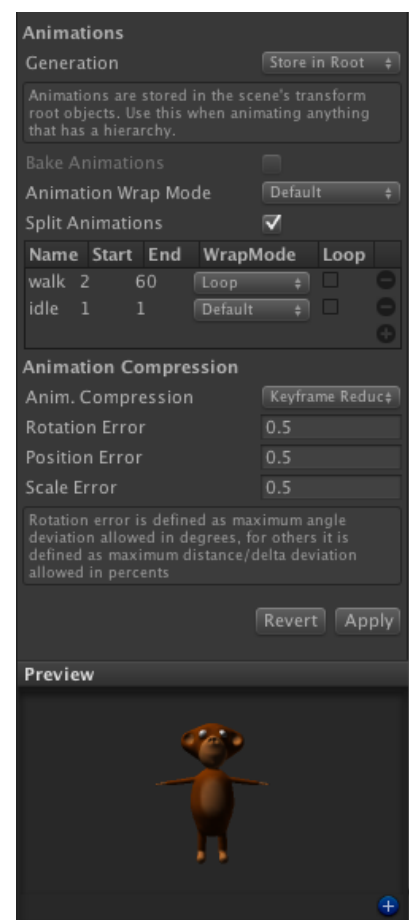 Animations
Generation Store in Root
Animations are stored in the scene's transform
root objects. Use this when animating anything
that has a hierarchy.
Bake Animations
Animation Wrap Mode Default
Split Animations
Name Start End WrapMode Loop
walk 2 60 Loop
idle 1 1 Default
Animation Compression
Anim. Compression Keyframe Reduc
Rotation Error 0.5
Position Error 0.5
Scale Error 0.5
Rotation error is defined as maximum angle
deviation allowed in degrees, for others it is
defined as maximum distance/delta deviation
allowed in percents
Revert Apply
Preview